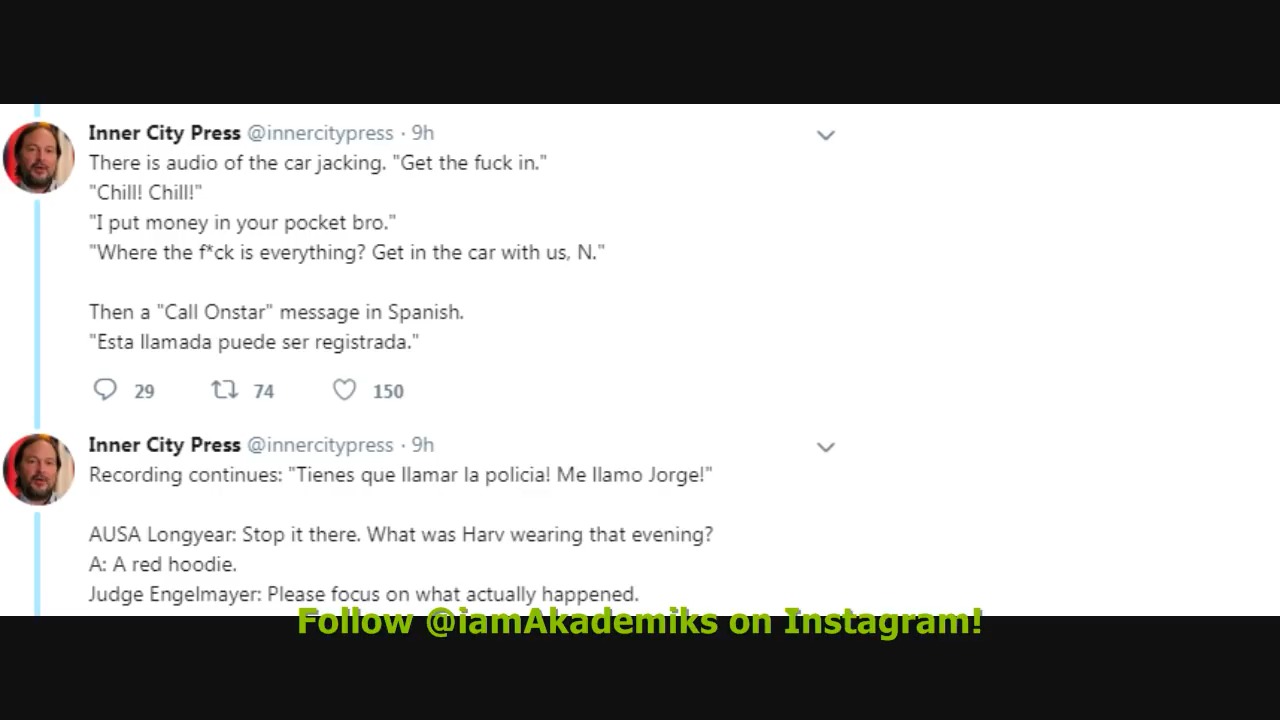 Inner City Press @innercitypress · 9h
There is audio of the car jacking. "Get the fuck in."
"Chill! Chill!"
"I put money in your pocket bro."
"Where the f*ck is everything? Get in the car with us, N."
Then a "Call Onstar" message in Spanish.
"Esta llamada puede ser registrada."
29 74 150
Inner City Press @innercitypress · 9h
Recording continues: "Tienes que llamar la policia! Me llamo Jorge!"
AUSA Longyear: Stop it there. What was Harv wearing that evening?
A: A red hoodie.
Judge Engelmayer: Please focus on what actually happened.
Follow @iamAkademiks on Instagram!